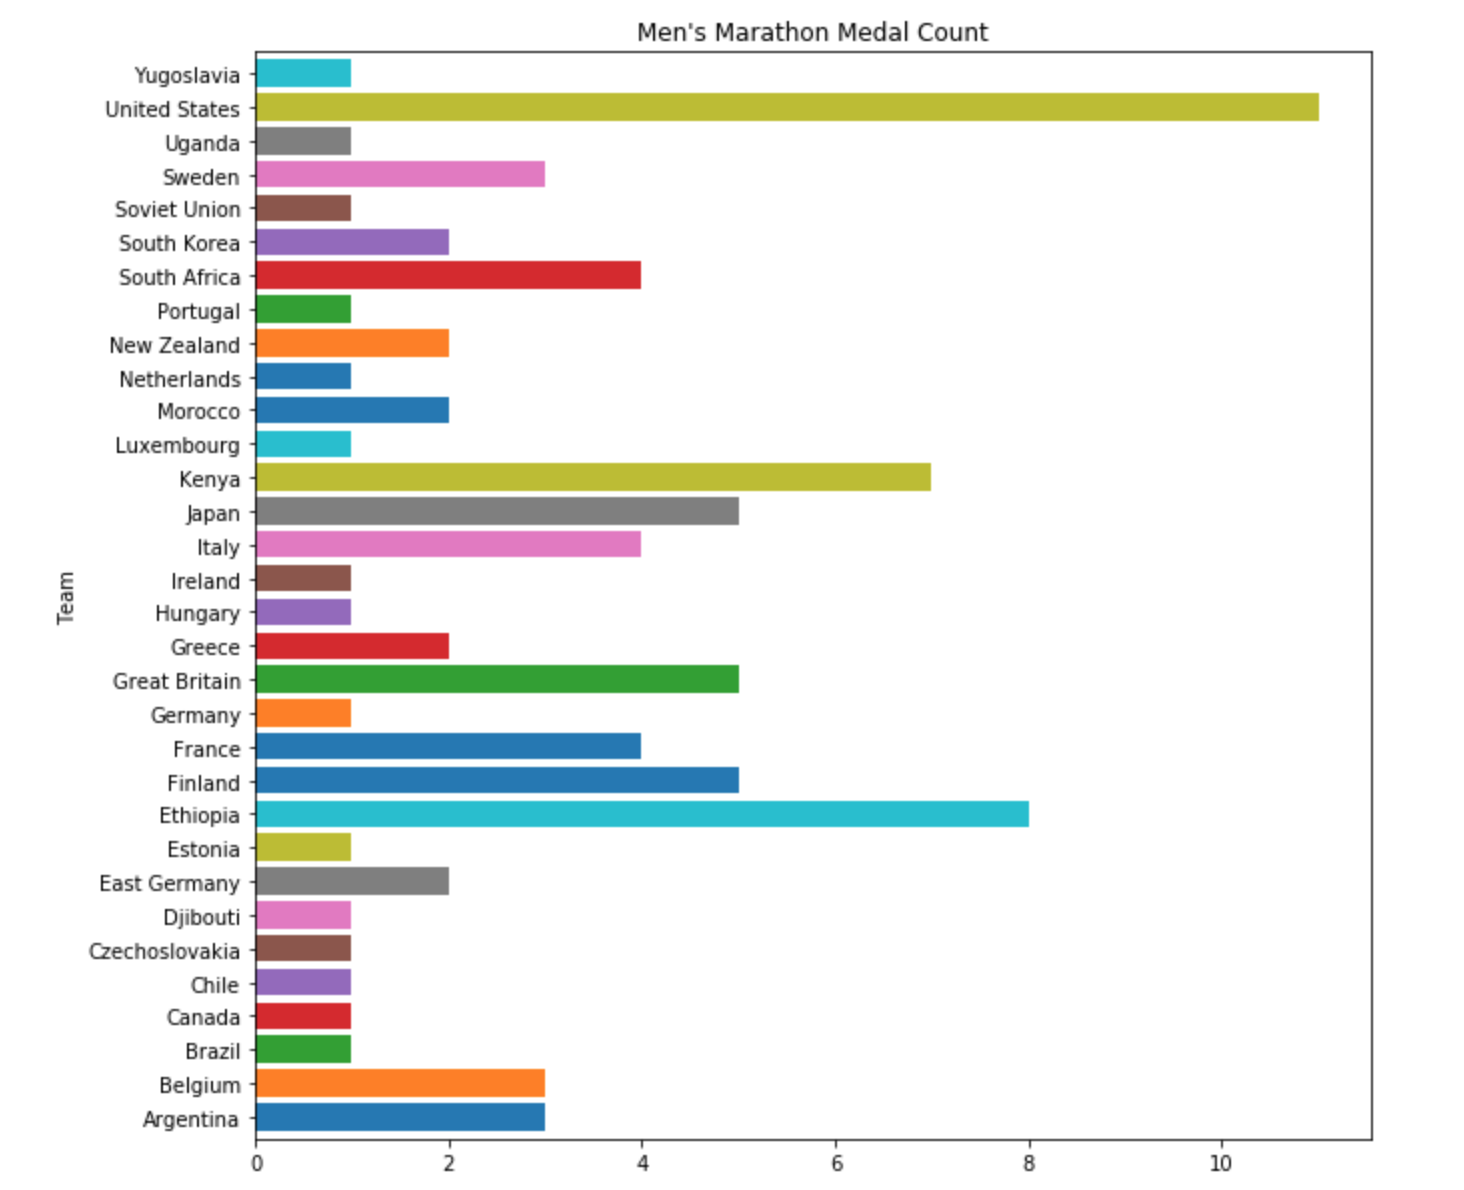 Men's Marathon Medal Count
Yugoslavia
United States
Uganda
Sweden
Soviet Union
South Korea
South Africa
Portugal
New Zealand
Netherlands
Morocco
Luxembourg
Kenya
Japan
Italy
Ireland
Hungary
Greece
Great Britain
Germany
France
Finland
Ethiopia
Estonia
East Germany
Djibouti
Czechoslovakia
Chile
Canada
Brazil
Belgium
Argentina
Team
0 2 4 6 8 10